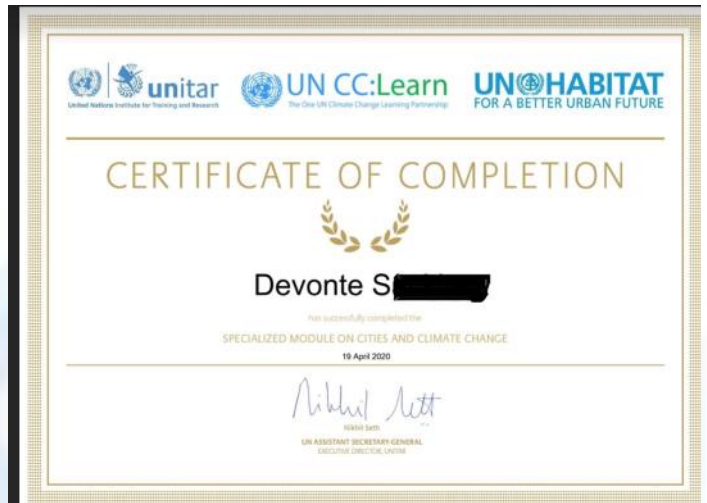 unitar
United Nations Institute for Training and Research
UN CC:Learn
The One UN Climate Change Learning Partnership
UN HABITAT
FOR A BETTER URBAN FUTURE
CERTIFICATE OF COMPLETION
Devonte S
has successfully completed the
SPECIALIZED MODULE ON CITIES AND CLIMATE CHANGE
19 April 2020
Nikhil Seth
Nikhil Seth
UN ASSISTANT SECRETARY-GENERAL
EXECUTIVE DIRECTOR, UNITAR